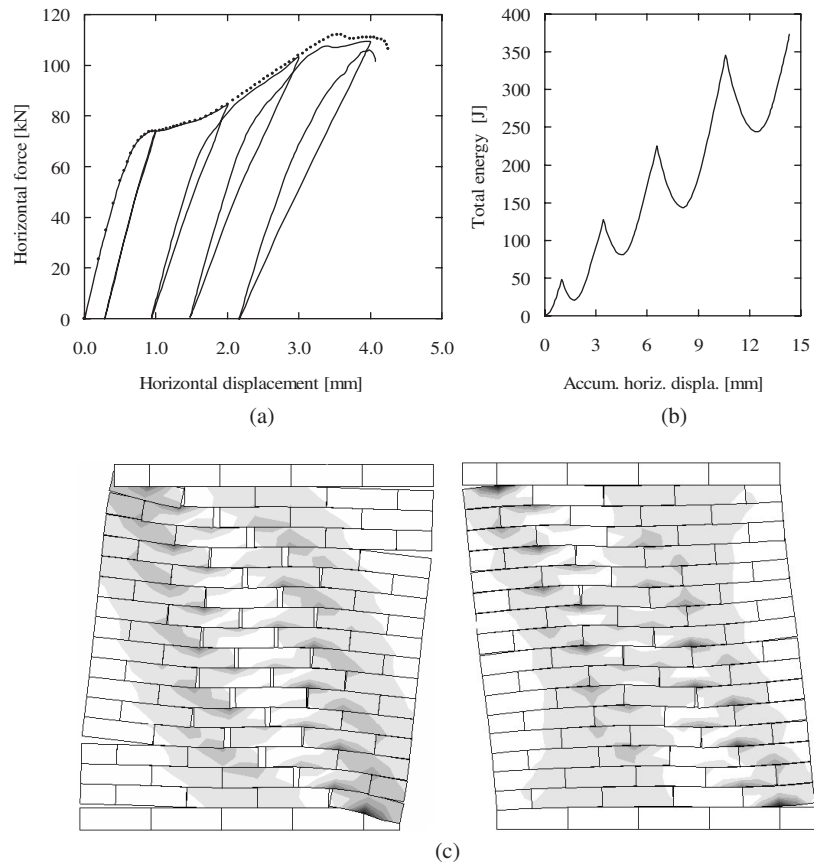 120
100
80
60
40
20
0
0.0 1.0 2.0 3.0 4.0 5.0
Horizontal force [kN]
Horizontal displacement [mm]
(a)
400
350
300
250
200
150
100
50
0
0 3 6 9 12 15
Total energy [J]
Accum. horiz. displa. [mm]
(b)
(c)